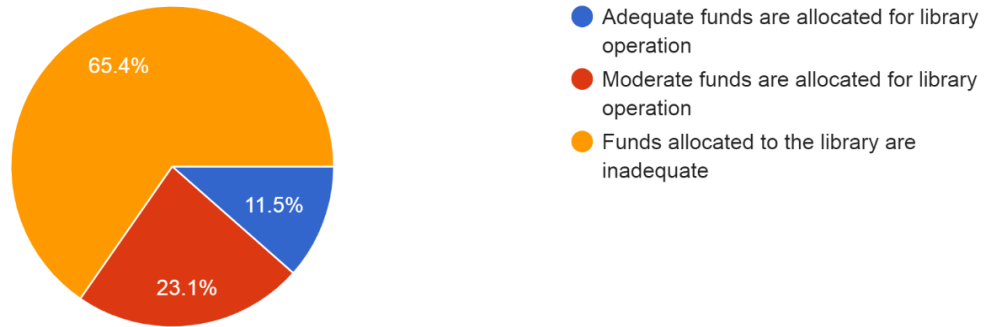 65.4%
11.5%
23.1%
Adequate funds are allocated for library
operation
Moderate funds are allocated for library
operation
Funds allocated to the library are
inadequate